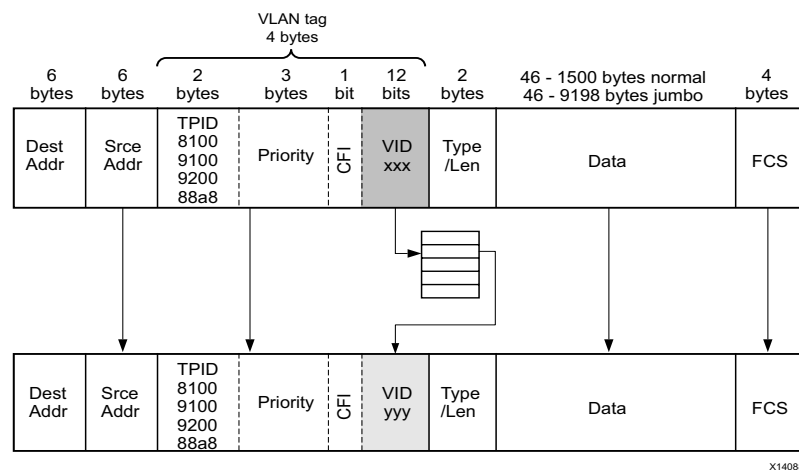 VLAN tag
4 bytes
6 bytes
6 bytes
2 bytes
3 bytes
1 bit
12 bits
2 bytes
46 - 1500 bytes normal
46 - 9198 bytes jumbo
4 bytes
Dest Addr
Srce Addr
TPID
8100
9100
9200
88a8
Priority
CFI
VID
xxx
Type
/Len
Data
FCS
Dest Addr
Srce Addr
TPID
8100
9100
9200
88a8
Priority
CFI
VID
yyy
Type
/Len
Data
FCS
X1408